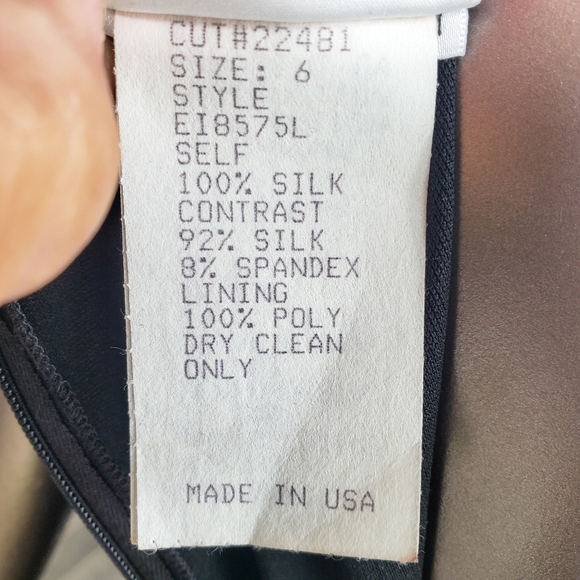 CUT#22481
SIZE: 6
STYLE
EI8575L
SELF
100% SILK
CONTRAST
92% SILK
8% SPANDEX
LINING
100% POLY
DRY CLEAN
ONLY
MADE IN USA